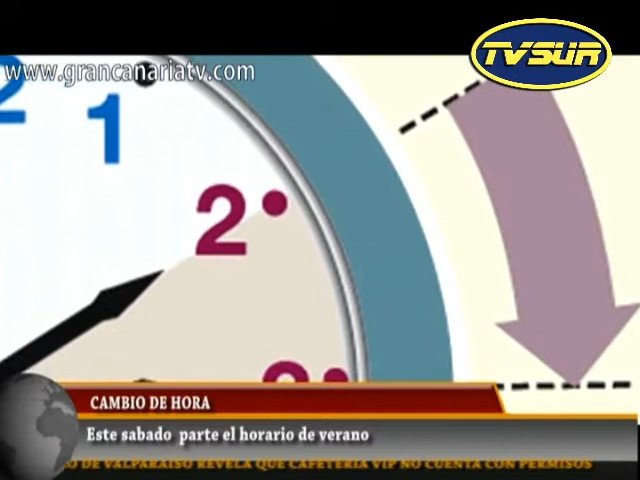 TVSUR
www.grancanariatv.com
2
1
2
CAMBIO DE HORA
Este sabado parte el horario de verano
O DE VALPARAISO REVELA QUE CAFETERIA VIP NO CUENTA CON PERMISOS